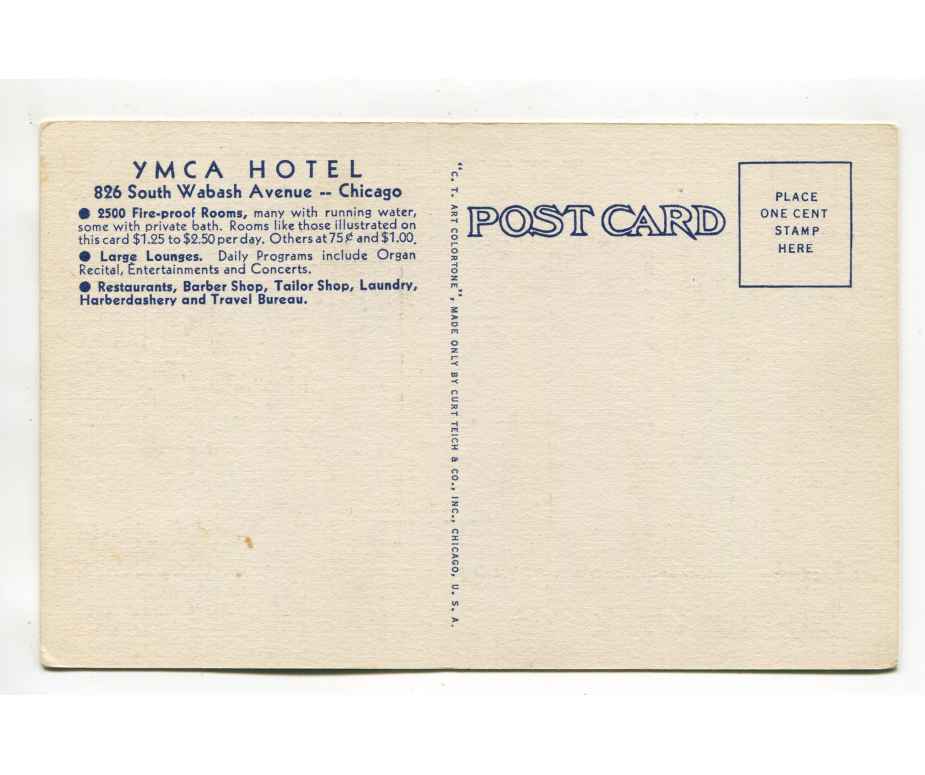 YMCA HOTEL
826 South Wabash Avenue -- Chicago
● 2500 Fire-proof Rooms, many with running water,
some with private bath. Rooms like those illustrated on
this card $1.25 to $2.50 per day. Others at 75¢ and $1.00.
● Large Lounges. Daily Programs include Organ
Recital, Entertainments and Concerts.
● Restaurants, Barber Shop, Tailor Shop, Laundry,
Harberdashery and Travel Bureau.
"C. T. ART COLORTONE", MADE ONLY BY CURT TEICH & CO., INC., CHICAGO, U. S. A.
POST CARD
PLACE
ONE CENT
STAMP
HERE